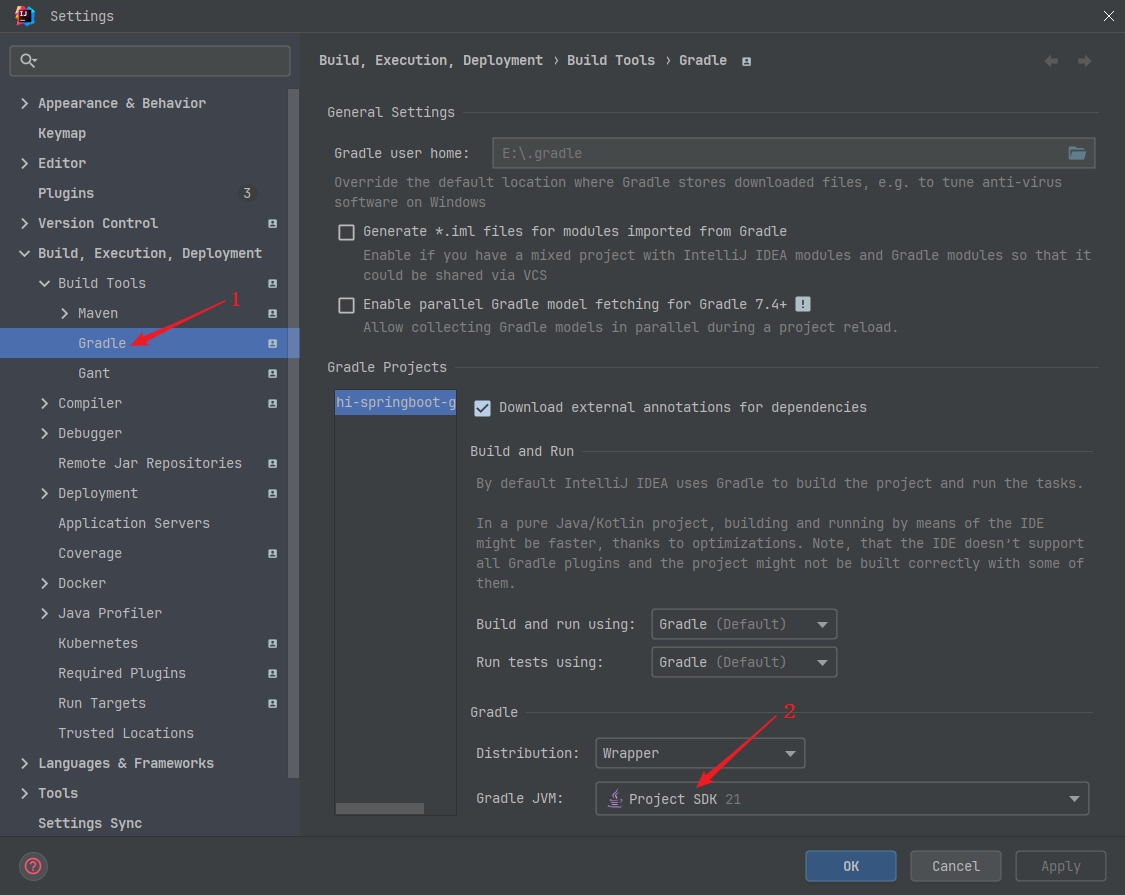 Settings
Build, Execution, Deployment › Build Tools › Gradle
Appearance & Behavior
Keymap
Editor
Plugins 3
Version Control
Build, Execution, Deployment
Build Tools
Maven
Gradle
Gant
Compiler
Debugger
Remote Jar Repositories
Deployment
Application Servers
Coverage
Docker
Java Profiler
Kubernetes
Required Plugins
Run Targets
Trusted Locations
Languages & Frameworks
Tools
Settings Sync
1
General Settings
Gradle user home: E:\.gradle
Override the default location where Gradle stores downloaded files, e.g. to tune anti-virus
software on Windows
Generate *.iml files for modules imported from Gradle
Enable if you have a mixed project with IntelliJ IDEA modules and Gradle modules so that it
could be shared via VCS
Enable parallel Gradle model fetching for Gradle 7.4+ !
Allow collecting Gradle models in parallel during a project reload.
Gradle Projects
hi-springboot-g
Download external annotations for dependencies
Build and Run
By default IntelliJ IDEA uses Gradle to build the project and run the tasks.
In a pure Java/Kotlin project, building and running by means of the IDE
might be faster, thanks to optimizations. Note, that the IDE doesn't support
all Gradle plugins and the project might not be built correctly with some of
them.
Build and run using: Gradle (Default)
Run tests using: Gradle (Default)
Gradle
2
Distribution: Wrapper
Gradle JVM: Project SDK 21
?
OK
Cancel
Apply